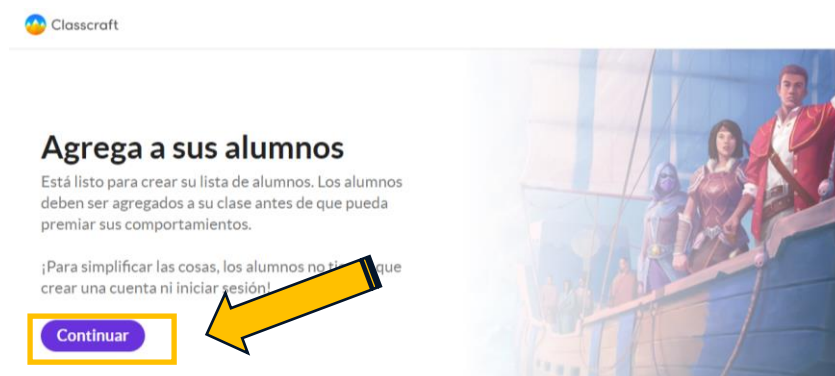 Classcraft
Agrega a sus alumnos
Está listo para crear su lista de alumnos. Los alumnos
deben ser agregados a su clase antes de que pueda
premiar sus comportamientos.
¡Para simplificar las cosas, los alumnos no que
crear una cuenta ni iniciar sesión!
Continuar